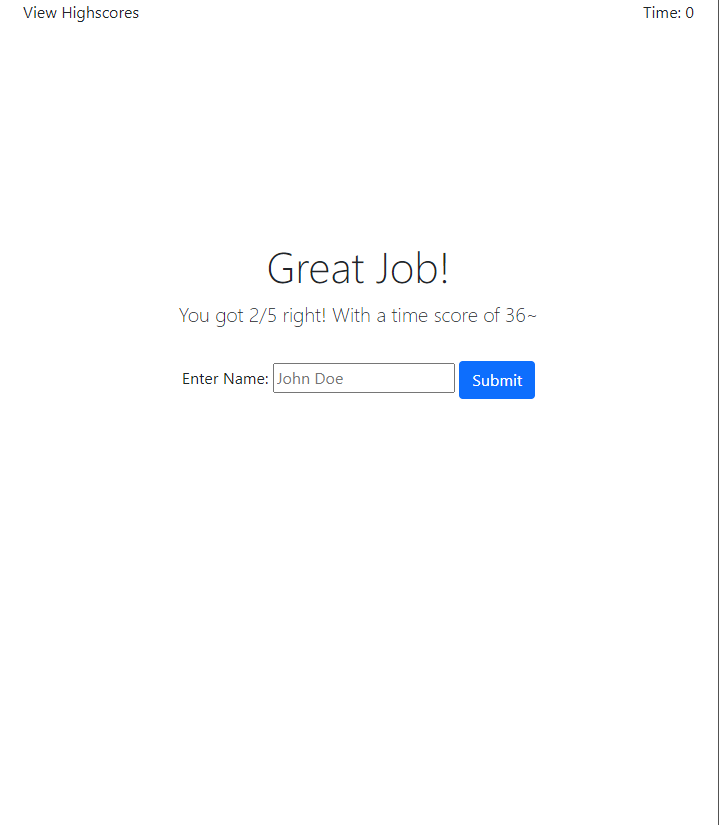 View Highscores Time: 0
Great Job!
You got 2/5 right! With a time score of 36~
Enter Name: John Doe Submit